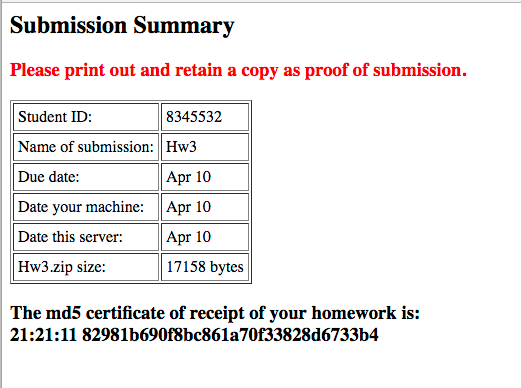 Submission Summary
Please print out and retain a copy as proof of submission.
Student ID: 8345532
Name of submission: Hw3
Due date: Apr 10
Date your machine: Apr 10
Date this server: Apr 10
Hw3.zip size: 17158 bytes
The md5 certificate of receipt of your homework is:
21:21:11 82981b690f8bc861a70f33828d6733b4